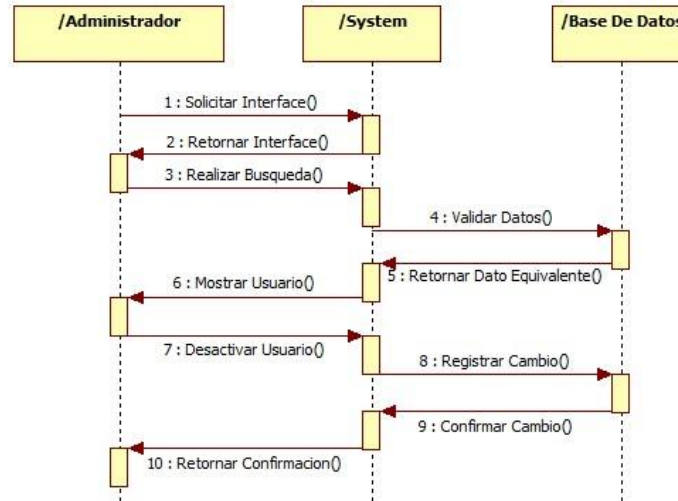 /Administrador
/System
/Base De Datos
1 : Solicitar Interface()
2 : Retornar Interface()
3 : Realizar Busqueda()
4 : Validar Datos()
5 : Retornar Dato Equivalente()
6 : Mostrar Usuario()
7 : Desactivar Usuario()
8 : Registrar Cambio()
9 : Confirmar Cambio()
10 : Retornar Confirmacion()